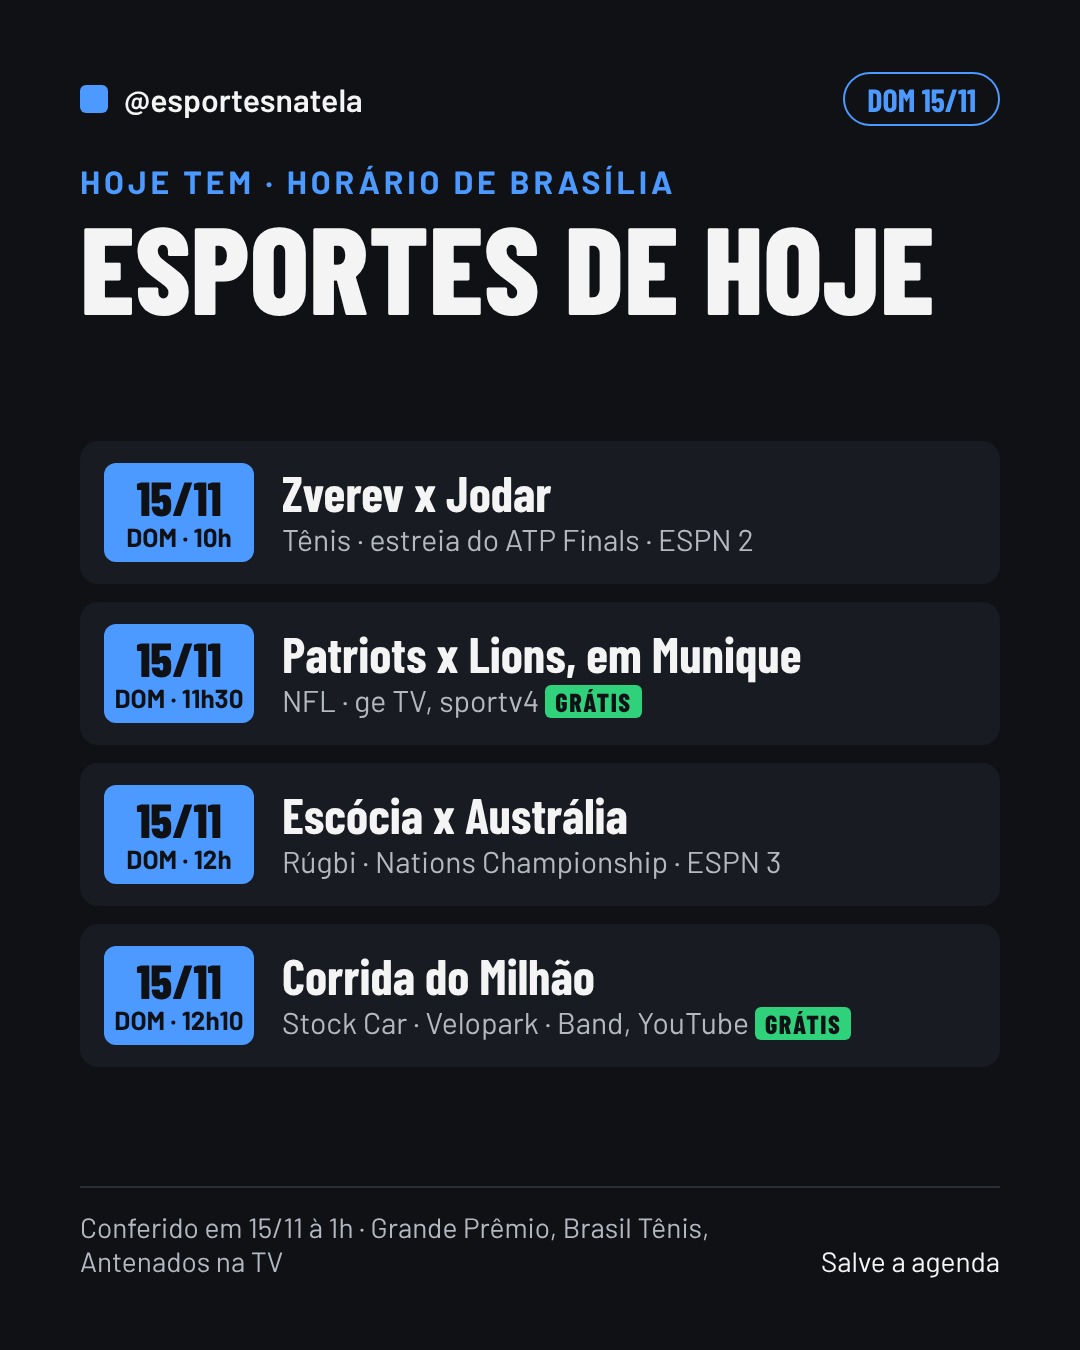 @esportesnatela
DOM 15/11
HOJE TEM · HORÁRIO DE BRASÍLIA
ESPORTES DE HOJE
15/11
DOM · 10h
Zverev x Jodar
Tênis · estreia do ATP Finals · ESPN 2
15/11
DOM · 11h30
Patriots x Lions, em Munique
NFL · ge TV, sportv4 GRÁTIS
15/11
DOM · 12h
Escócia x Austrália
Rúgbi · Nations Championship · ESPN 3
15/11
DOM · 12h10
Corrida do Milhão
Stock Car · Velopark · Band, YouTube GRÁTIS
Conferido em 15/11 à 1h · Grande Prêmio, Brasil Tênis,
Antenados na TV
Salve a agenda